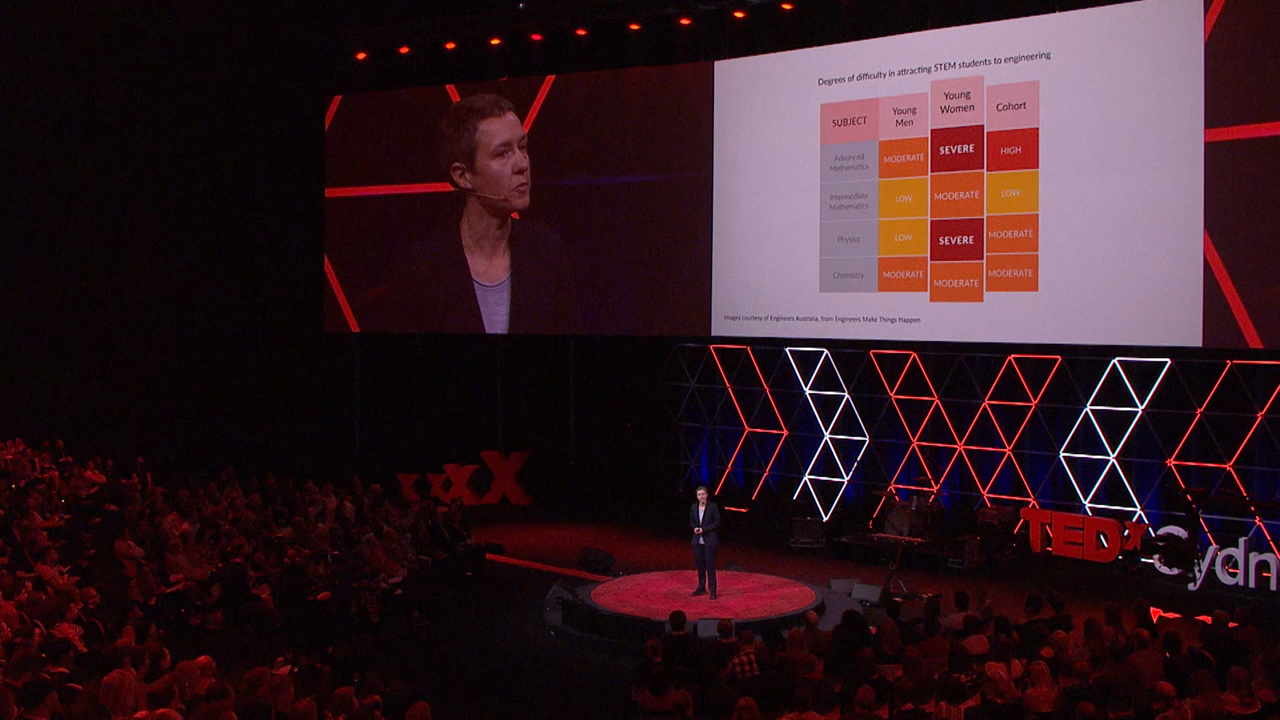 Degrees of difficulty in attracting STEM students to engineering
SUBJECT Young Men Young Women Cohort
Advanced Mathematics MODERATE SEVERE HIGH
Intermediate Mathematics LOW MODERATE LOW
Physics LOW SEVERE MODERATE
Chemistry MODERATE MODERATE MODERATE
Images courtesy of Engineers Australia, from Engineers Make Things Happen
X X X
TEDx Sydn